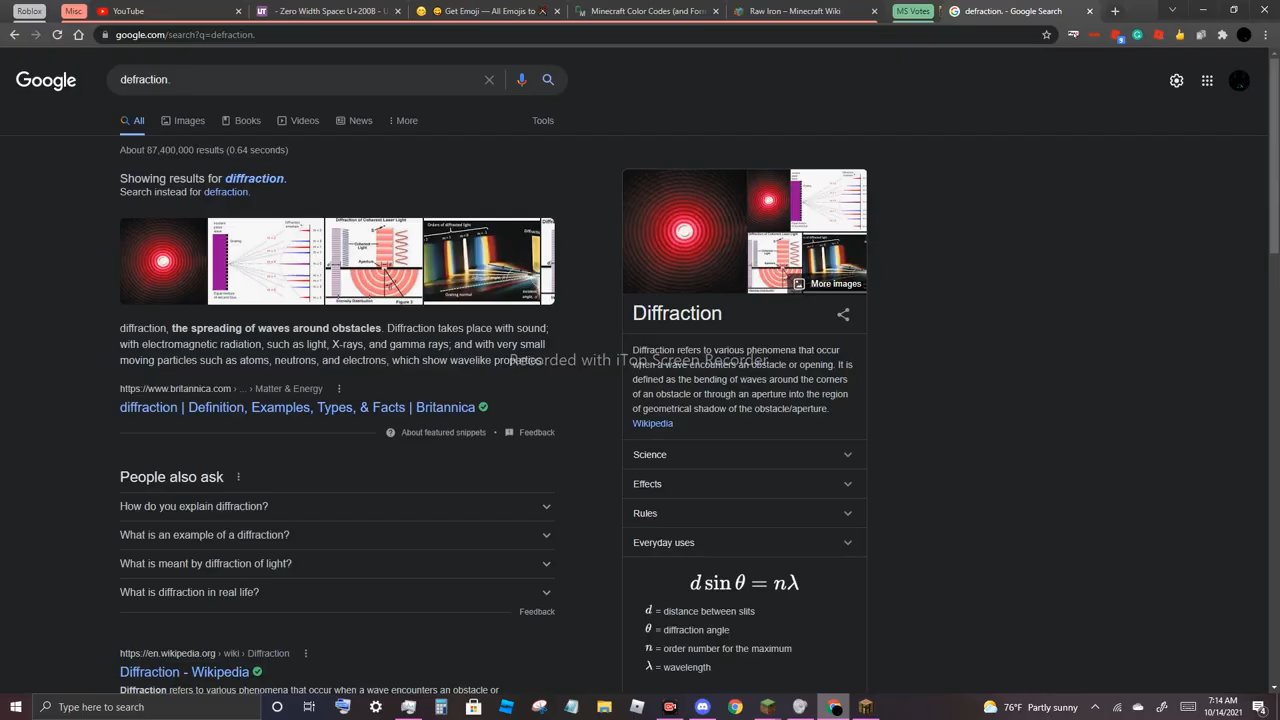 Roblox
Misc
YouTube
- Zero Width Space: U+200B - U
Get Emoji — All Emojis to
Minecraft Color Codes (and For
Raw Iron – Minecraft Wiki
MS Votes
defraction. - Google Search
google.com/search?q=defraction.
Google
defraction.
All
Images
Books
Videos
News
More
Tools
About 87,400,000 results (0.64 seconds)
Showing results for diffraction.
Search instead for defraction.
diffraction, the spreading of waves around obstacles. Diffraction takes place with sound;
with electromagnetic radiation, such as light, X-rays, and gamma rays; and with very small
moving particles such as atoms, neutrons, and electrons, which show wavelike properties.
https://www.britannica.com › ... › Matter & Energy
diffraction | Definition, Examples, Types, & Facts | Britannica
About featured snippets • Feedback
People also ask
How do you explain diffraction?
What is an example of a diffraction?
What is meant by diffraction of light?
What is diffraction in real life?
Feedback
https://en.wikipedia.org › wiki › Diffraction
Diffraction - Wikipedia
Diffraction refers to various phenomena that occur when a wave encounters an obstacle or
More images
Diffraction
Diffraction refers to various phenomena that occur
when a wave encounters an obstacle or opening. It is
defined as the bending of waves around the corners
of an obstacle or through an aperture into the region
of geometrical shadow of the obstacle/aperture.
Wikipedia
Science
Effects
Rules
Everyday uses
d sin θ = nλ
d = distance between slits
θ = diffraction angle
n = order number for the maximum
λ = wavelength
Recorded with iTop Screen Recorder
Type here to search
76°F Partly sunny
7:14 AM
10/14/2021